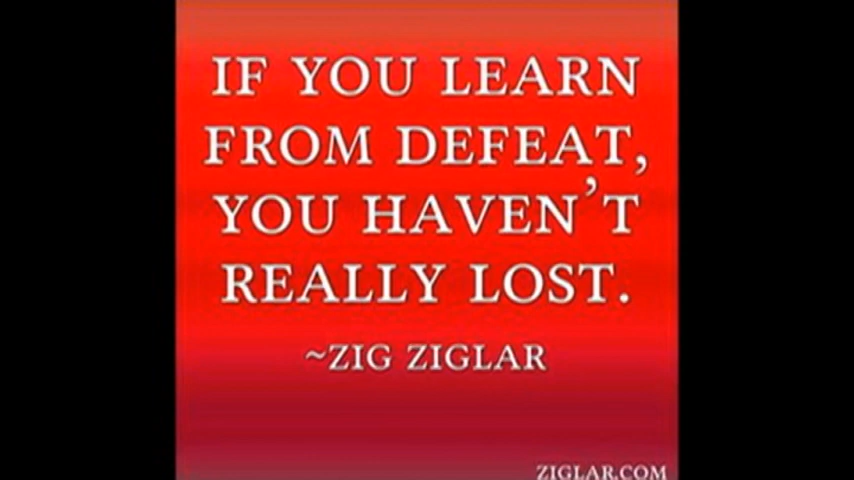 IF YOU LEARN
FROM DEFEAT,
YOU HAVEN'T
REALLY LOST.
~ZIG ZIGLAR
ZIGLAR.COM